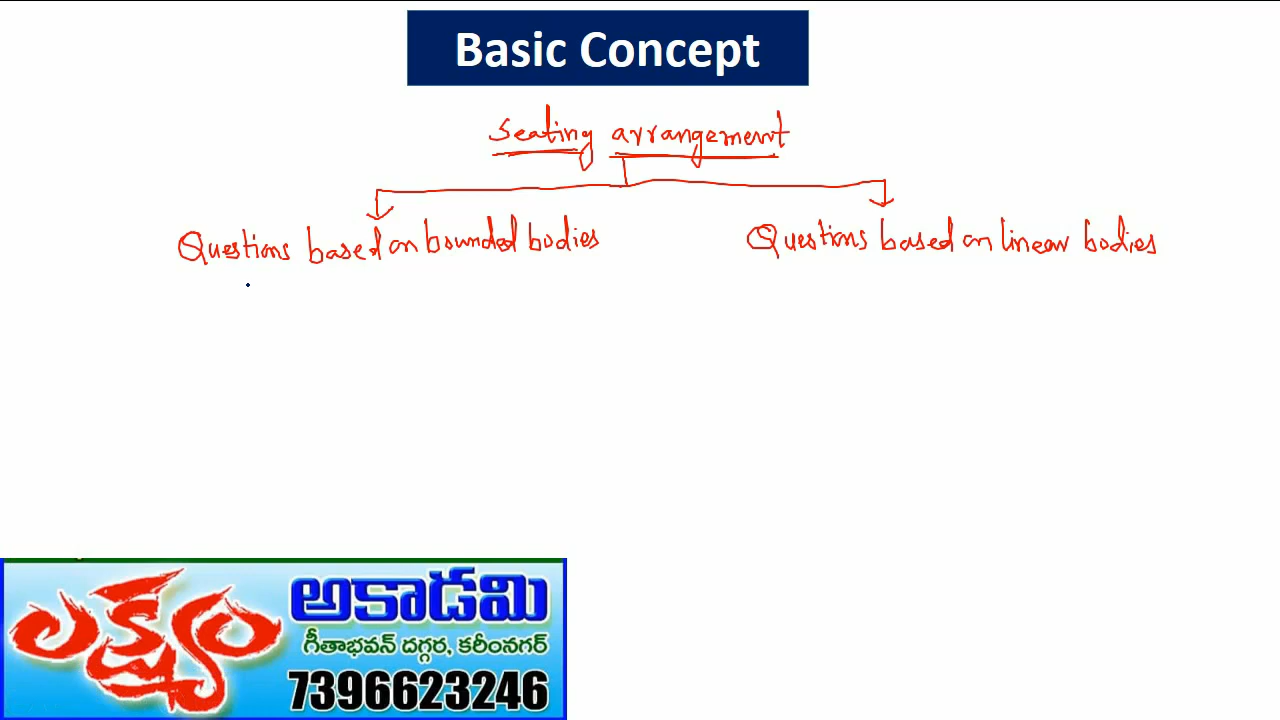 Basic Concept
Seating arrangement
Questions based on bounded bodies
Questions based on linear bodies
లక్ష్యం
అకాడమి
గీతాభవన్ దగ్గర, కరీంనగర్
7396623246